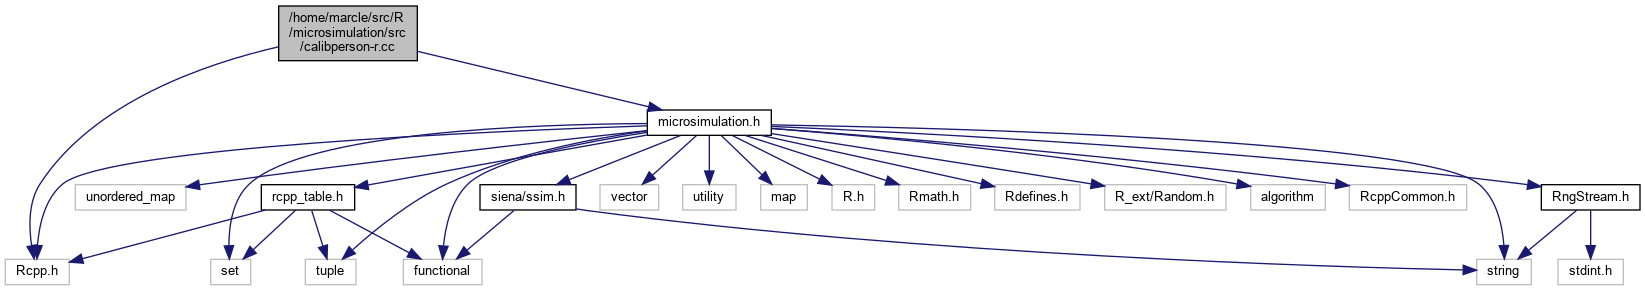 /home/marcle/src/R
/microsimulation/src
/calibperson-r.cc
microsimulation.h
unordered_map
rcpp_table.h
siena/ssim.h
vector
utility
map
R.h
Rmath.h
Rdefines.h
R_ext/Random.h
algorithm
RcppCommon.h
RngStream.h
Rcpp.h
set
tuple
functional
string
stdint.h